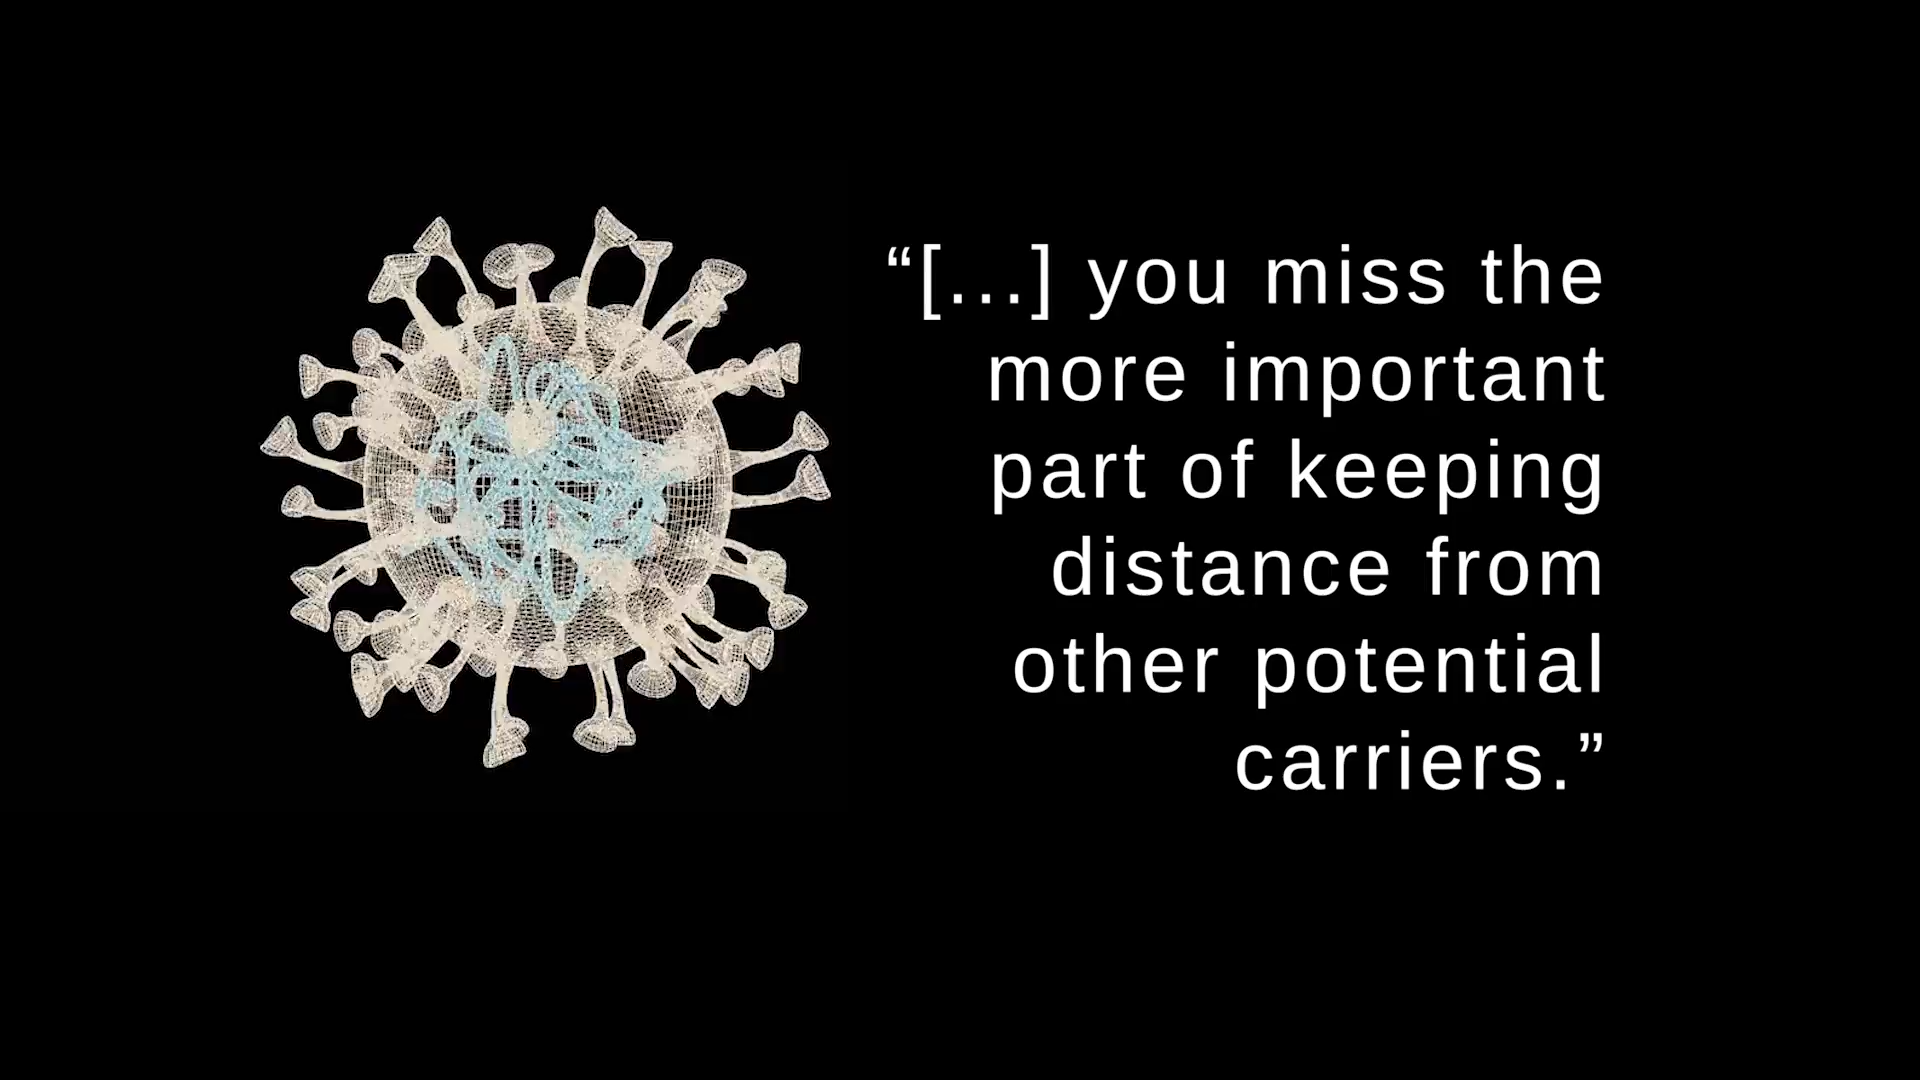 “[...] you miss the
more important
part of keeping
distance from
other potential
carriers.”